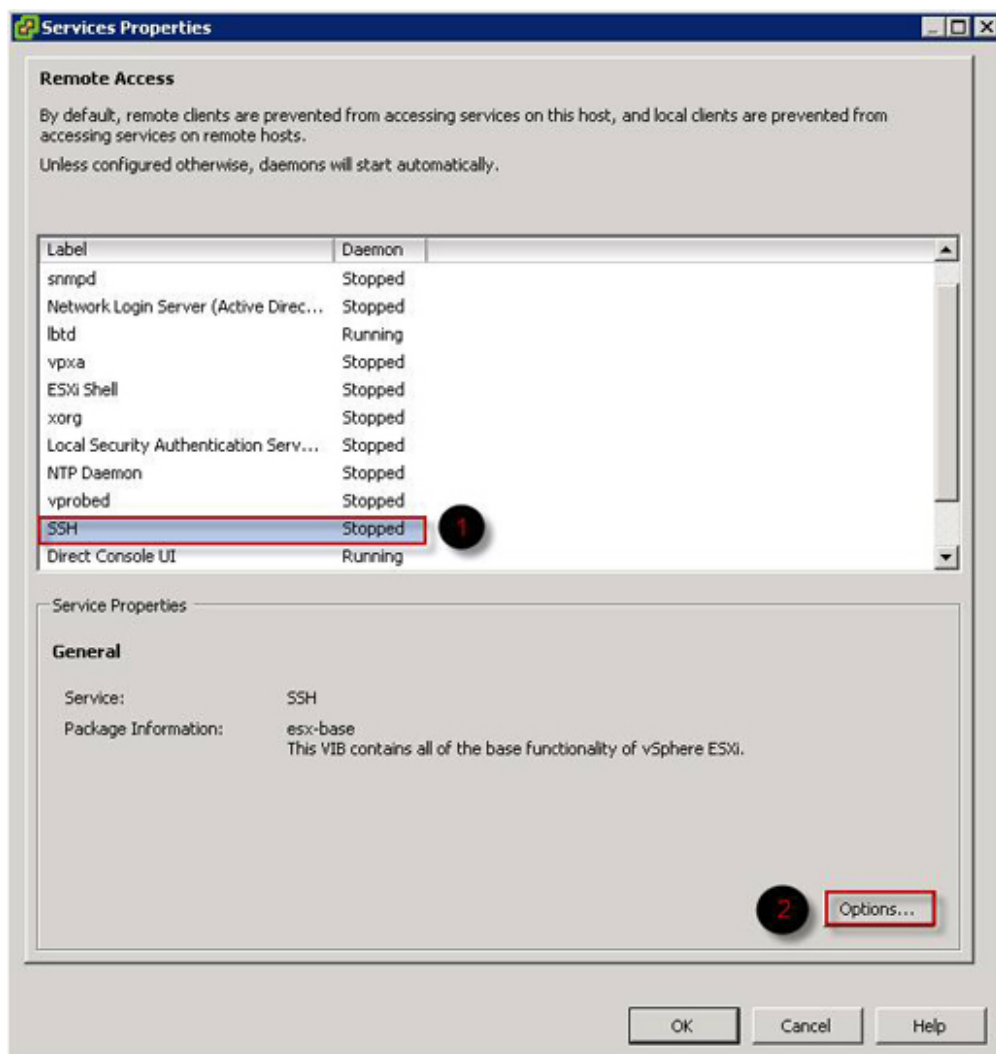 Services Properties
Remote Access
By default, remote clients are prevented from accessing services on this host, and local clients are prevented from
accessing services on remote hosts.
Unless configured otherwise, daemons will start automatically.
Label Daemon
snmpd Stopped
Network Login Server (Active Direc... Stopped
lbtd Running
vpxa Stopped
ESXi Shell Stopped
xorg Stopped
Local Security Authentication Serv... Stopped
NTP Daemon Stopped
vprobed Stopped
SSH Stopped 1
Direct Console UI Running
Service Properties
General
Service: SSH
Package Information: esx-base
This VIB contains all of the base functionality of vSphere ESXi.
2 Options...
OK Cancel Help